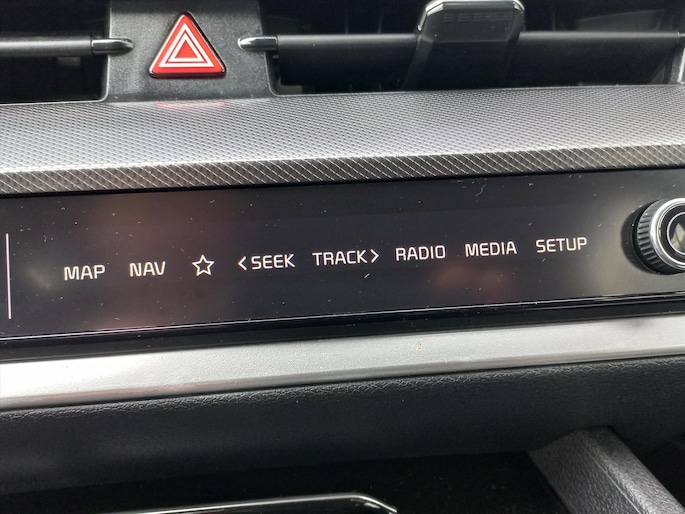 MAP NAV ☆ <SEEK TRACK> RADIO MEDIA SETUP